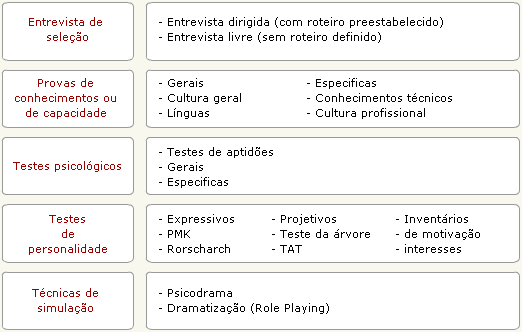 Entrevista de
seleção
- Entrevista dirigida (com roteiro preestabelecido)
- Entrevista livre (sem roteiro definido)
Provas de
conhecimentos ou
de capacidade
- Gerais - Especificas
- Cultura geral - Conhecimentos técnicos
- Línguas - Cultura profissional
Testes psicológicos
- Testes de aptidões
- Gerais
- Especificas
Testes
de
personalidade
- Expressivos - Projetivos - Inventários
- PMK - Teste da árvore - de motivação
- Rorscharch - TAT - interesses
Técnicas de
simulação
- Psicodrama
- Dramatização (Role Playing)